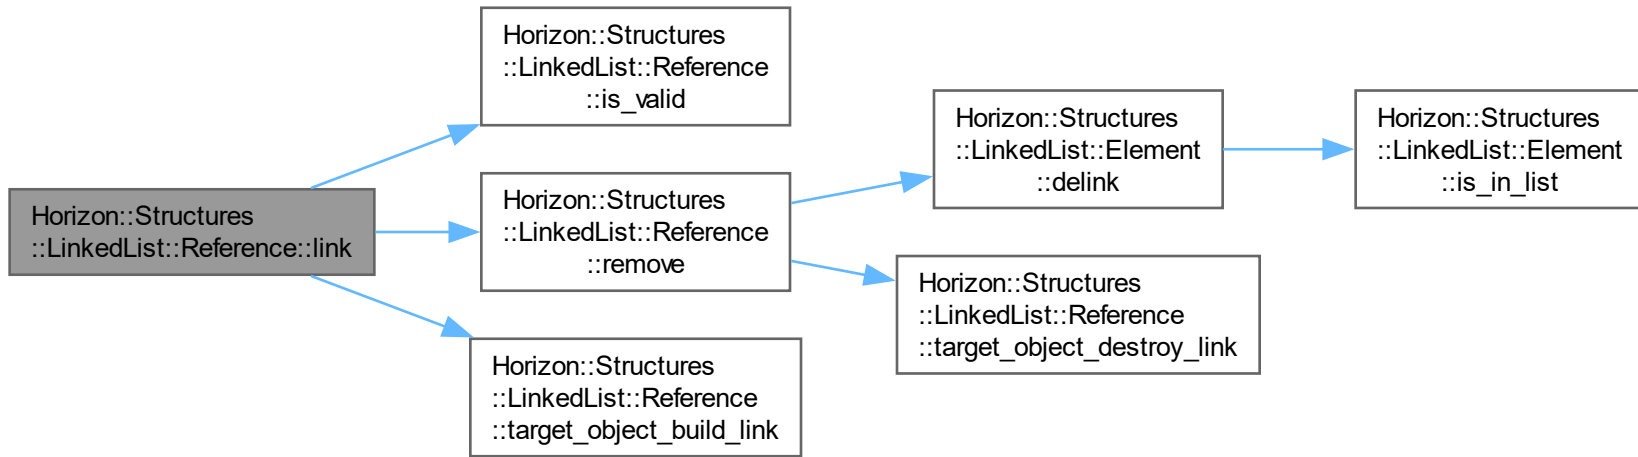 Horizon::Structures
::LinkedList::Reference::link
Horizon::Structures
::LinkedList::Reference
::is_valid
Horizon::Structures
::LinkedList::Reference
::remove
Horizon::Structures
::LinkedList::Reference
::target_object_build_link
Horizon::Structures
::LinkedList::Element
::delink
Horizon::Structures
::LinkedList::Reference
::target_object_destroy_link
Horizon::Structures
::LinkedList::Element
::is_in_list